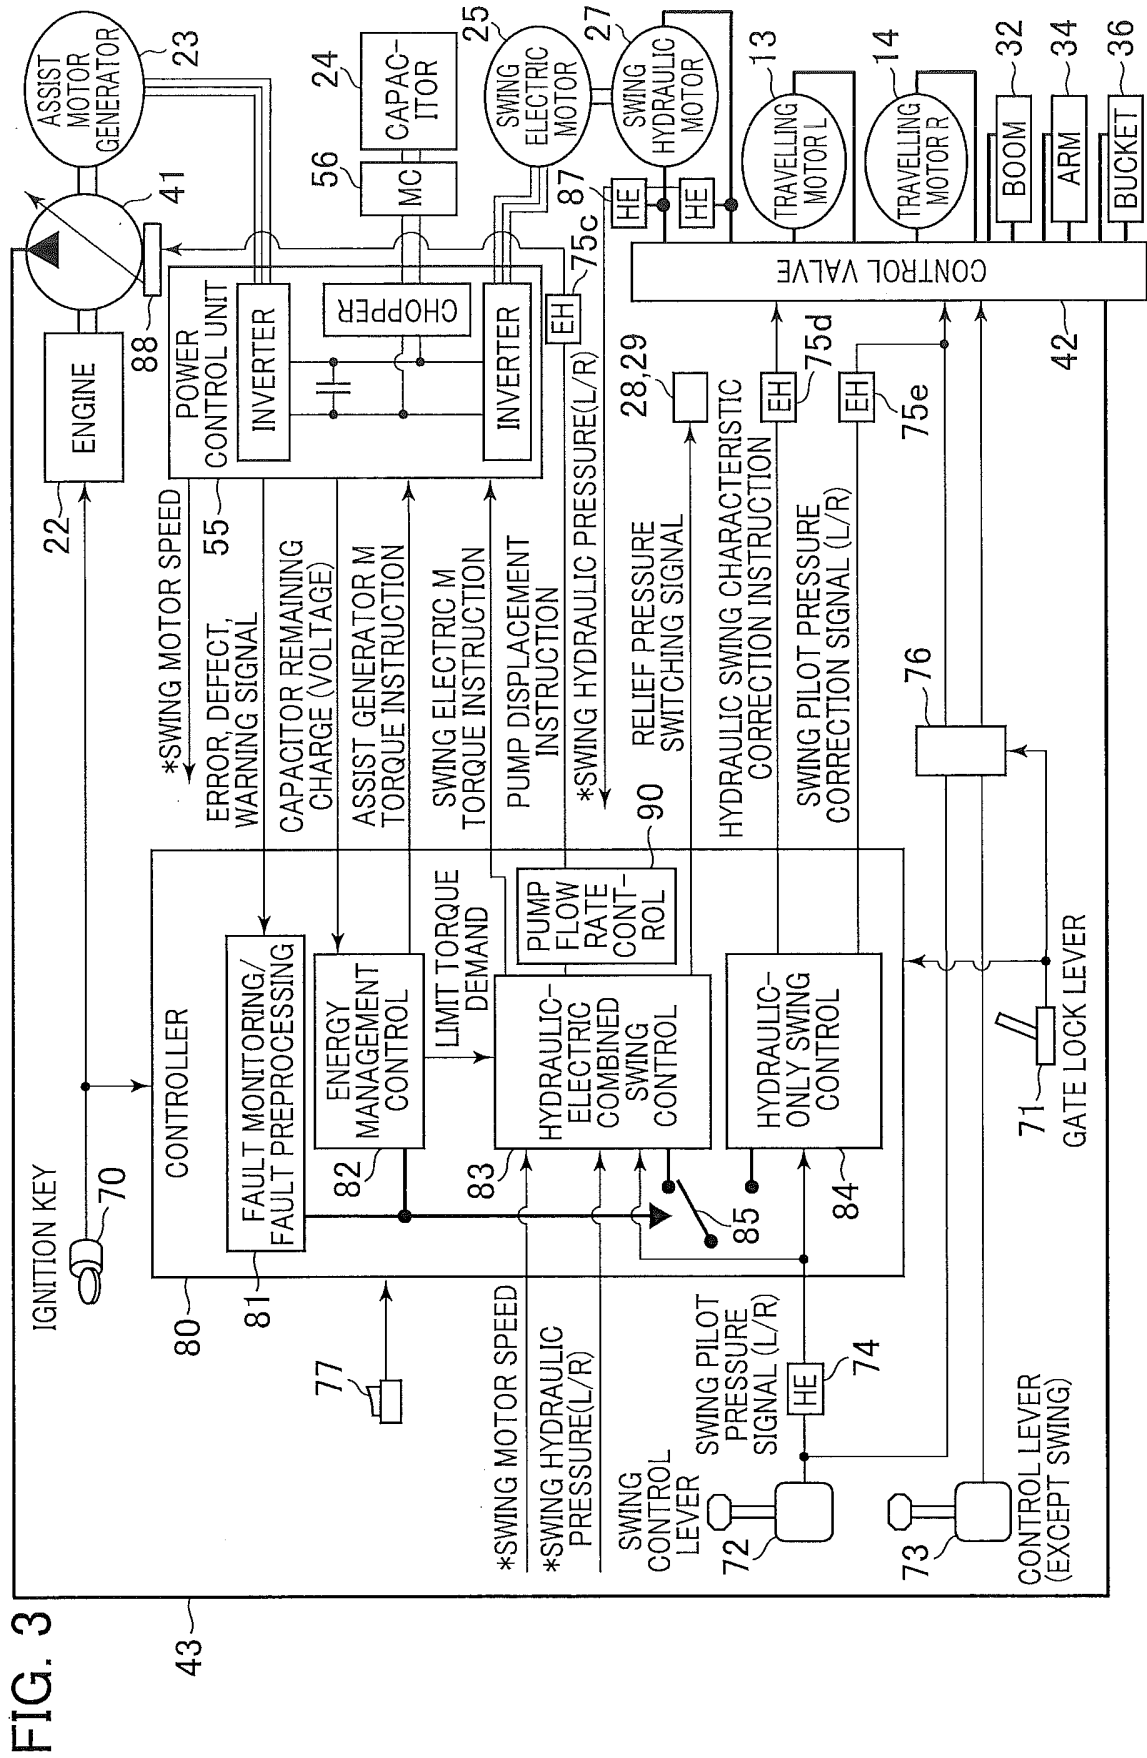 FIG. 3
43
IGNITION KEY
70
22
ENGINE
88
41
ASSIST
MOTOR
GENERATOR
23
80
CONTROLLER
81
FAULT MONITORING/
FAULT PREPROCESSING
*SWING MOTOR SPEED
ERROR, DEFECT,
WARNING SIGNAL
55
POWER
CONTROL UNIT
INVERTER
CHOPPER
INVERTER
56
MC
24
CAPAC-
ITOR
25
SWING
ELECTRIC
MOTOR
27
SWING
HYDRAULIC
MOTOR
77
82
ENERGY
MANAGEMENT
CONTROL
CAPACITOR REMAINING
CHARGE (VOLTAGE)
ASSIST GENERATOR M
TORQUE INSTRUCTION
LIMIT TORQUE
DEMAND
SWING ELECTRIC M
TORQUE INSTRUCTION
PUMP DISPLACEMENT
INSTRUCTION
EH
75c
*SWING MOTOR SPEED
*SWING HYDRAULIC
PRESSURE(L/R)
83
HYDRAULIC-
ELECTRIC
COMBINED
SWING
CONTROL
PUMP
FLOW
RATE
CONT-
ROL
90
*SWING HYDRAULIC PRESSURE(L/R)
87
HE
HE
RELIEF PRESSURE
SWITCHING SIGNAL
28,29
85
84
HYDRAULIC-
ONLY SWING
CONTROL
HYDRAULIC SWING CHARACTERISTIC
CORRECTION INSTRUCTION
EH
75d
SWING PILOT PRESSURE
CORRECTION SIGNAL (L/R)
EH
75e
CONTROL VALVE
42
TRAVELLING
MOTOR L
13
TRAVELLING
MOTOR R
14
BOOM
32
ARM
34
BUCKET
36
SWING
CONTROL
LEVER
72
SWING PILOT
PRESSURE
SIGNAL (L/R)
HE
74
76
73
CONTROL LEVER
(EXCEPT SWING)
71
GATE LOCK LEVER